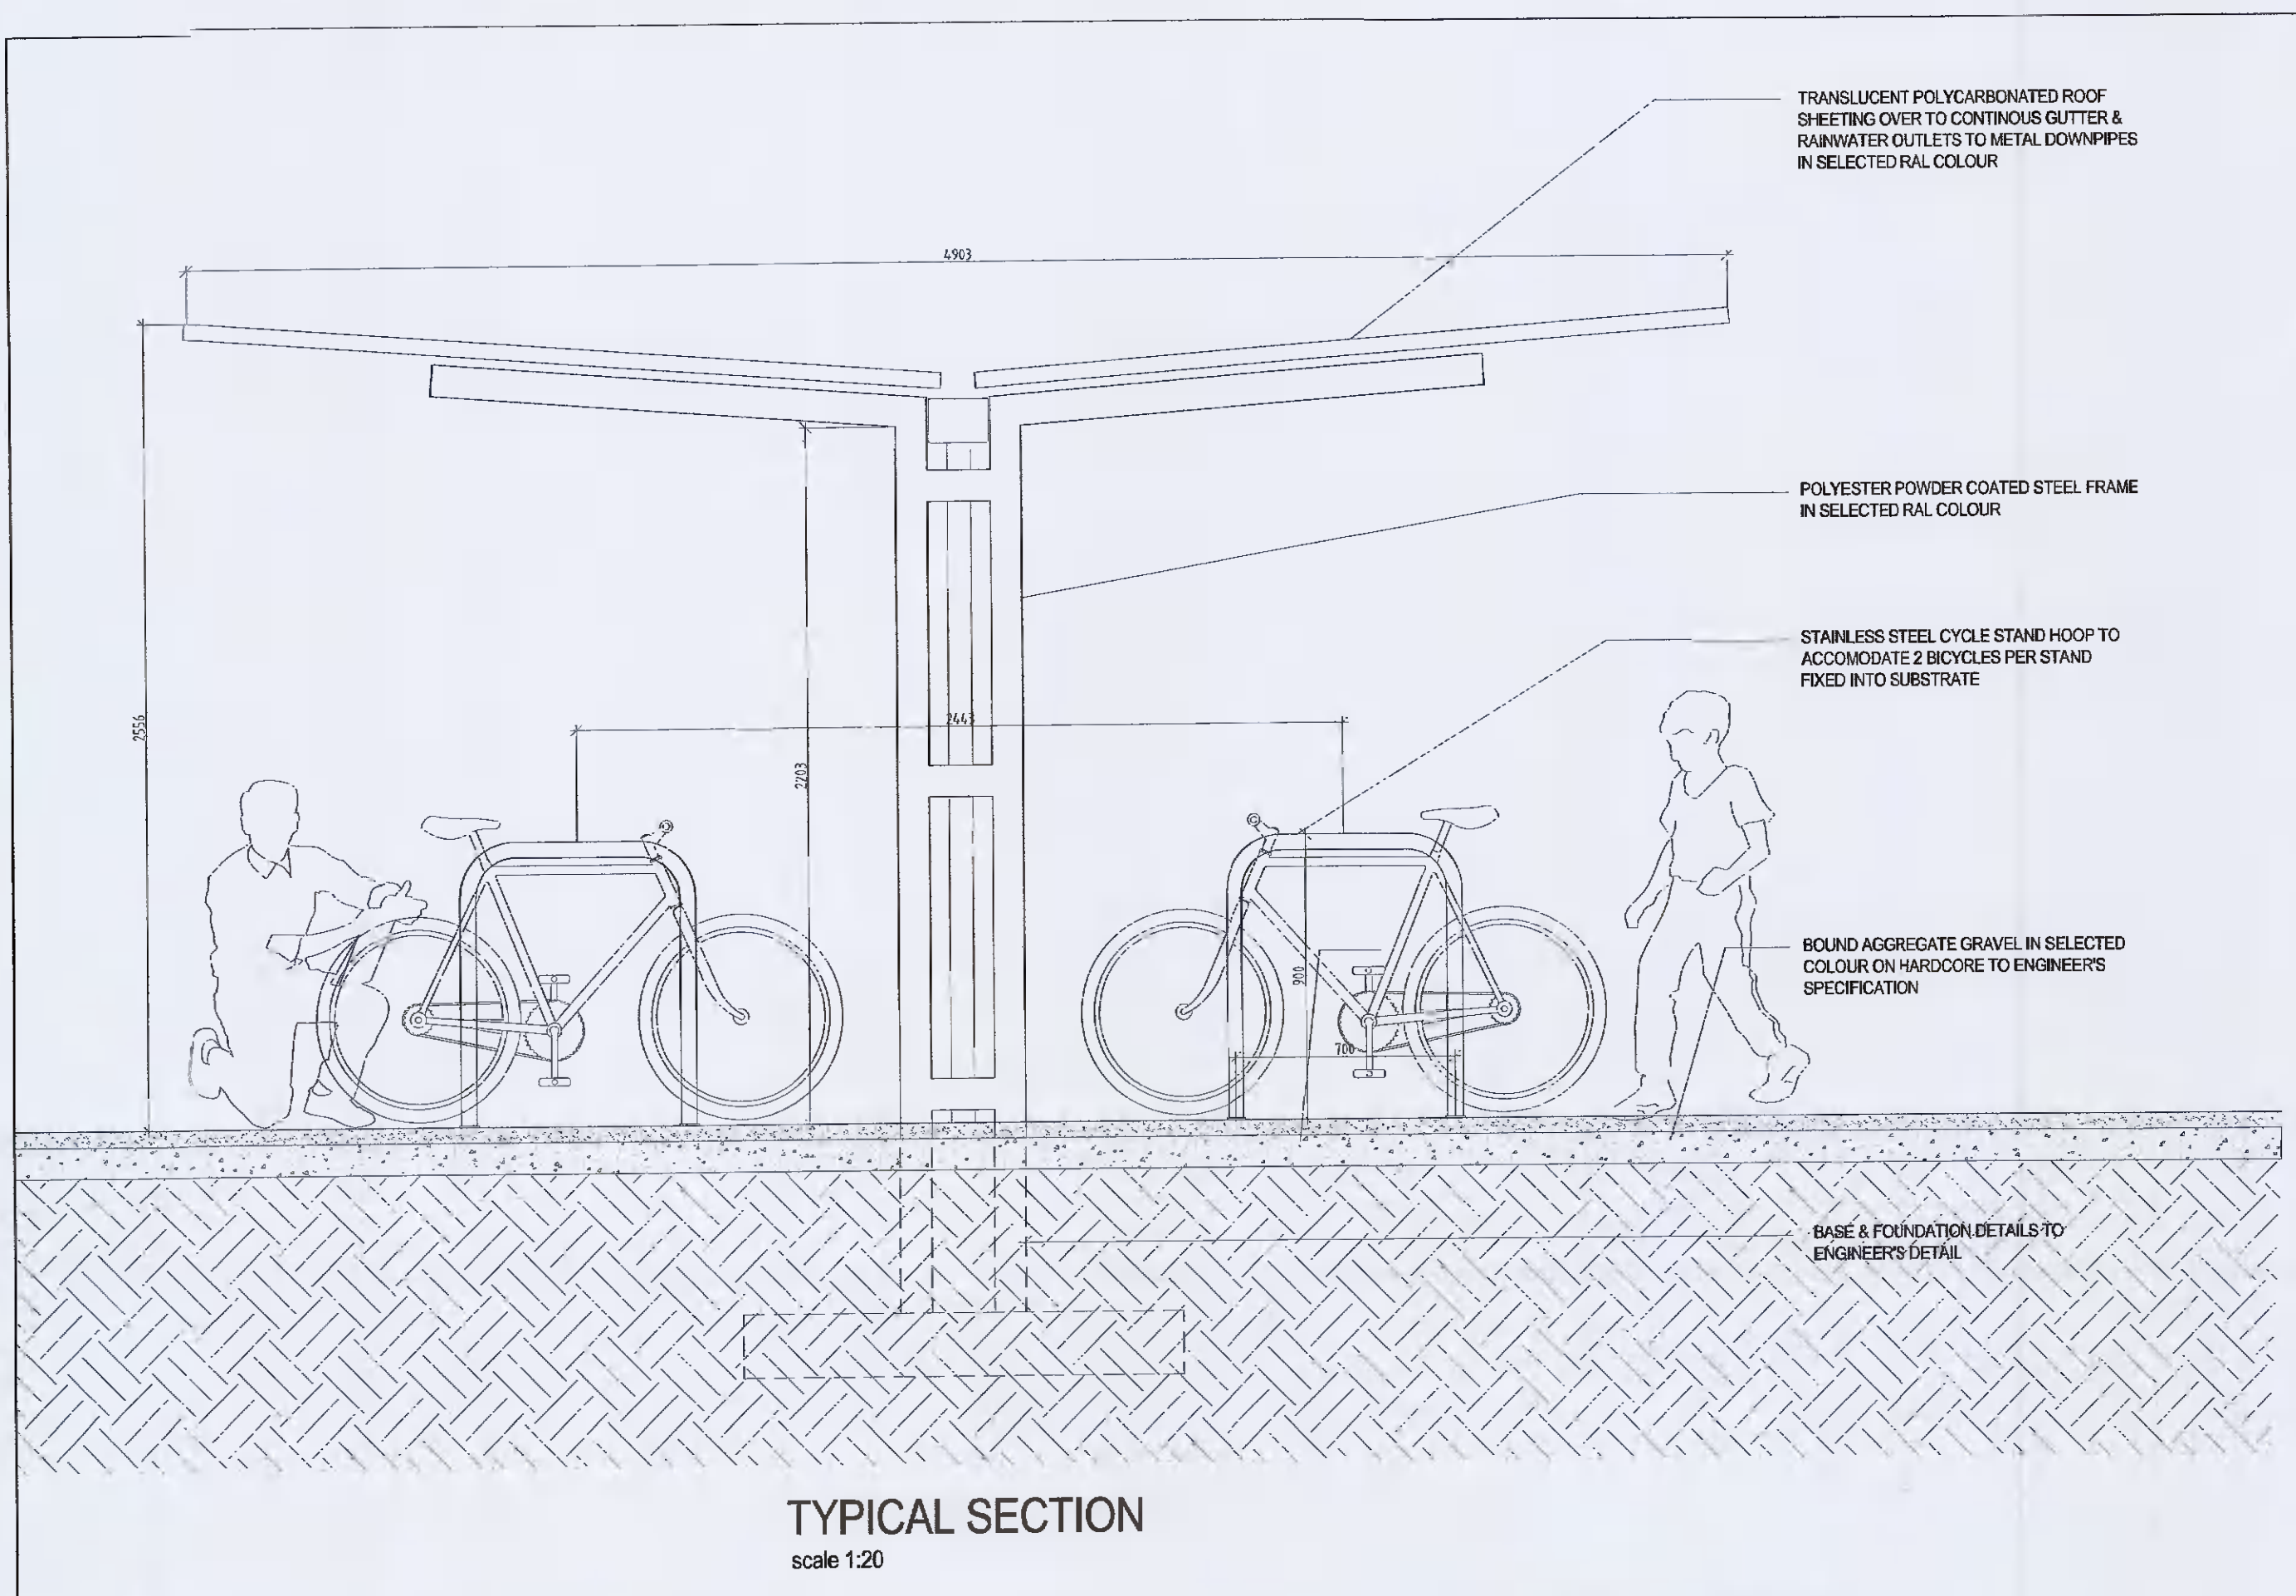 TRANSLUCENT POLYCARBONATED ROOF
SHEETING OVER TO CONTINOUS GUTTER &
RAINWATER OUTLETS TO METAL DOWNPIPES
IN SELECTED RAL COLOUR
4903
POLYESTER POWDER COATED STEEL FRAME
IN SELECTED RAL COLOUR
STAINLESS STEEL CYCLE STAND HOOP TO
ACCOMODATE 2 BICYCLES PER STAND
FIXED INTO SUBSTRATE
2556
2443
2203
BOUND AGGREGATE GRAVEL IN SELECTED
COLOUR ON HARDCORE TO ENGINEER'S
SPECIFICATION
900
700
BASE & FOUNDATION DETAILS TO
ENGINEER'S DETAIL
TYPICAL SECTION
scale 1:20